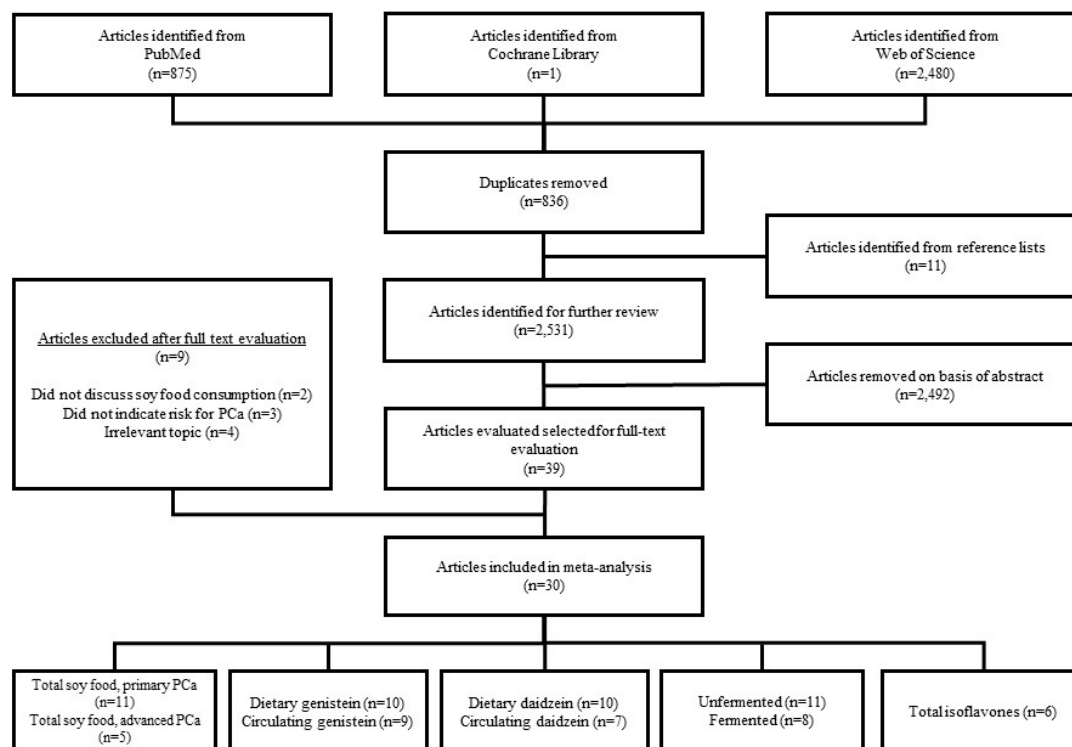 Articles identified from
PubMed
(n=875)
Articles identified from
Cochrane Library
(n=1)
Articles identified from
Web of Science
(n=2,480)
Duplicates removed
(n=836)
Articles identified from reference lists
(n=11)
Articles identified for further review
(n=2,531)
Articles excluded after full text evaluation
(n=9)
Did not discuss soy food consumption (n=2)
Did not indicate risk for PCa (n=3)
Irrelevant topic (n=4)
Articles removed on basis of abstract
(n=2,492)
Articles evaluated selected for full-text
evaluation
(n=39)
Articles included in meta-analysis
(n=30)
Total soy food, primary PCa
(n=11)
Total soy food, advanced PCa
(n=5)
Dietary genistein (n=10)
Circulating genistein (n=9)
Dietary daidzein (n=10)
Circulating daidzein (n=7)
Unfermented (n=11)
Fermented (n=8)
Total isoflavones (n=6)